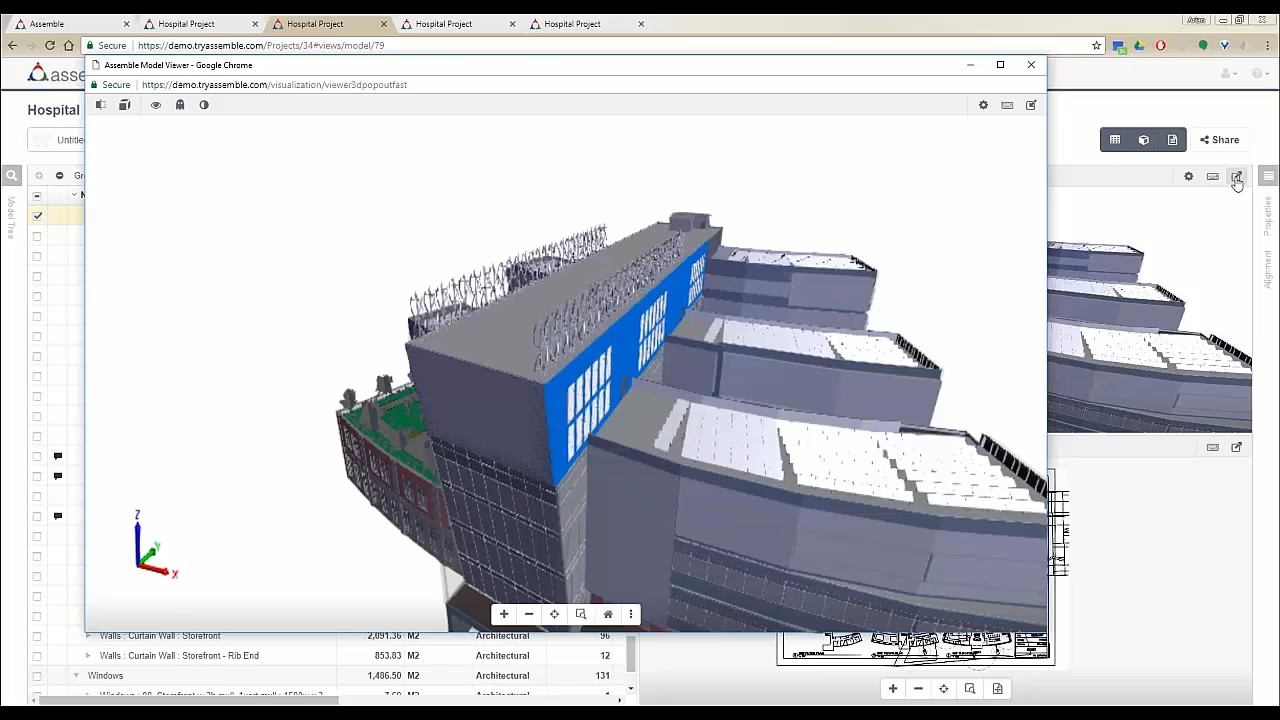 Assemble
Hospital Project
Hospital Project
Hospital Project
Hospital Project
Secure https://demo.tryassemble.com/Projects/34#views/model/79
Assemble Model Viewer - Google Chrome
Secure https://demo.tryassemble.com/visualization/viewer3dpopoutfast
asse
Hospital
Untitle
Share
Model Tree
Gr
Properties
Alignment
Z
Y
X
Walls : Curtain Wall : Storefront 2,091.36 M2 Architectural 96
Walls : Curtain Wall : Storefront - Rib End 853.83 M2 Architectural 12
Windows 1,486.50 M2 Architectural 131